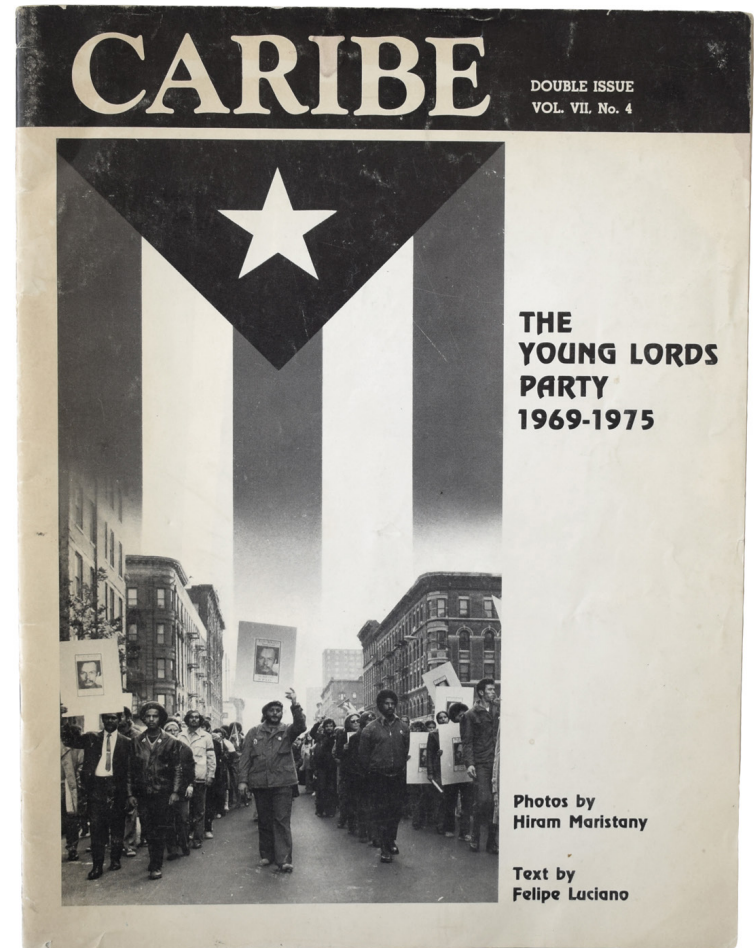 CARIBE
DOUBLE ISSUE
VOL. VII, No. 4
THE
YOUNG LORDS
PARTY
1969-1975
Photos by
Hiram Maristany
Text by
Felipe Luciano